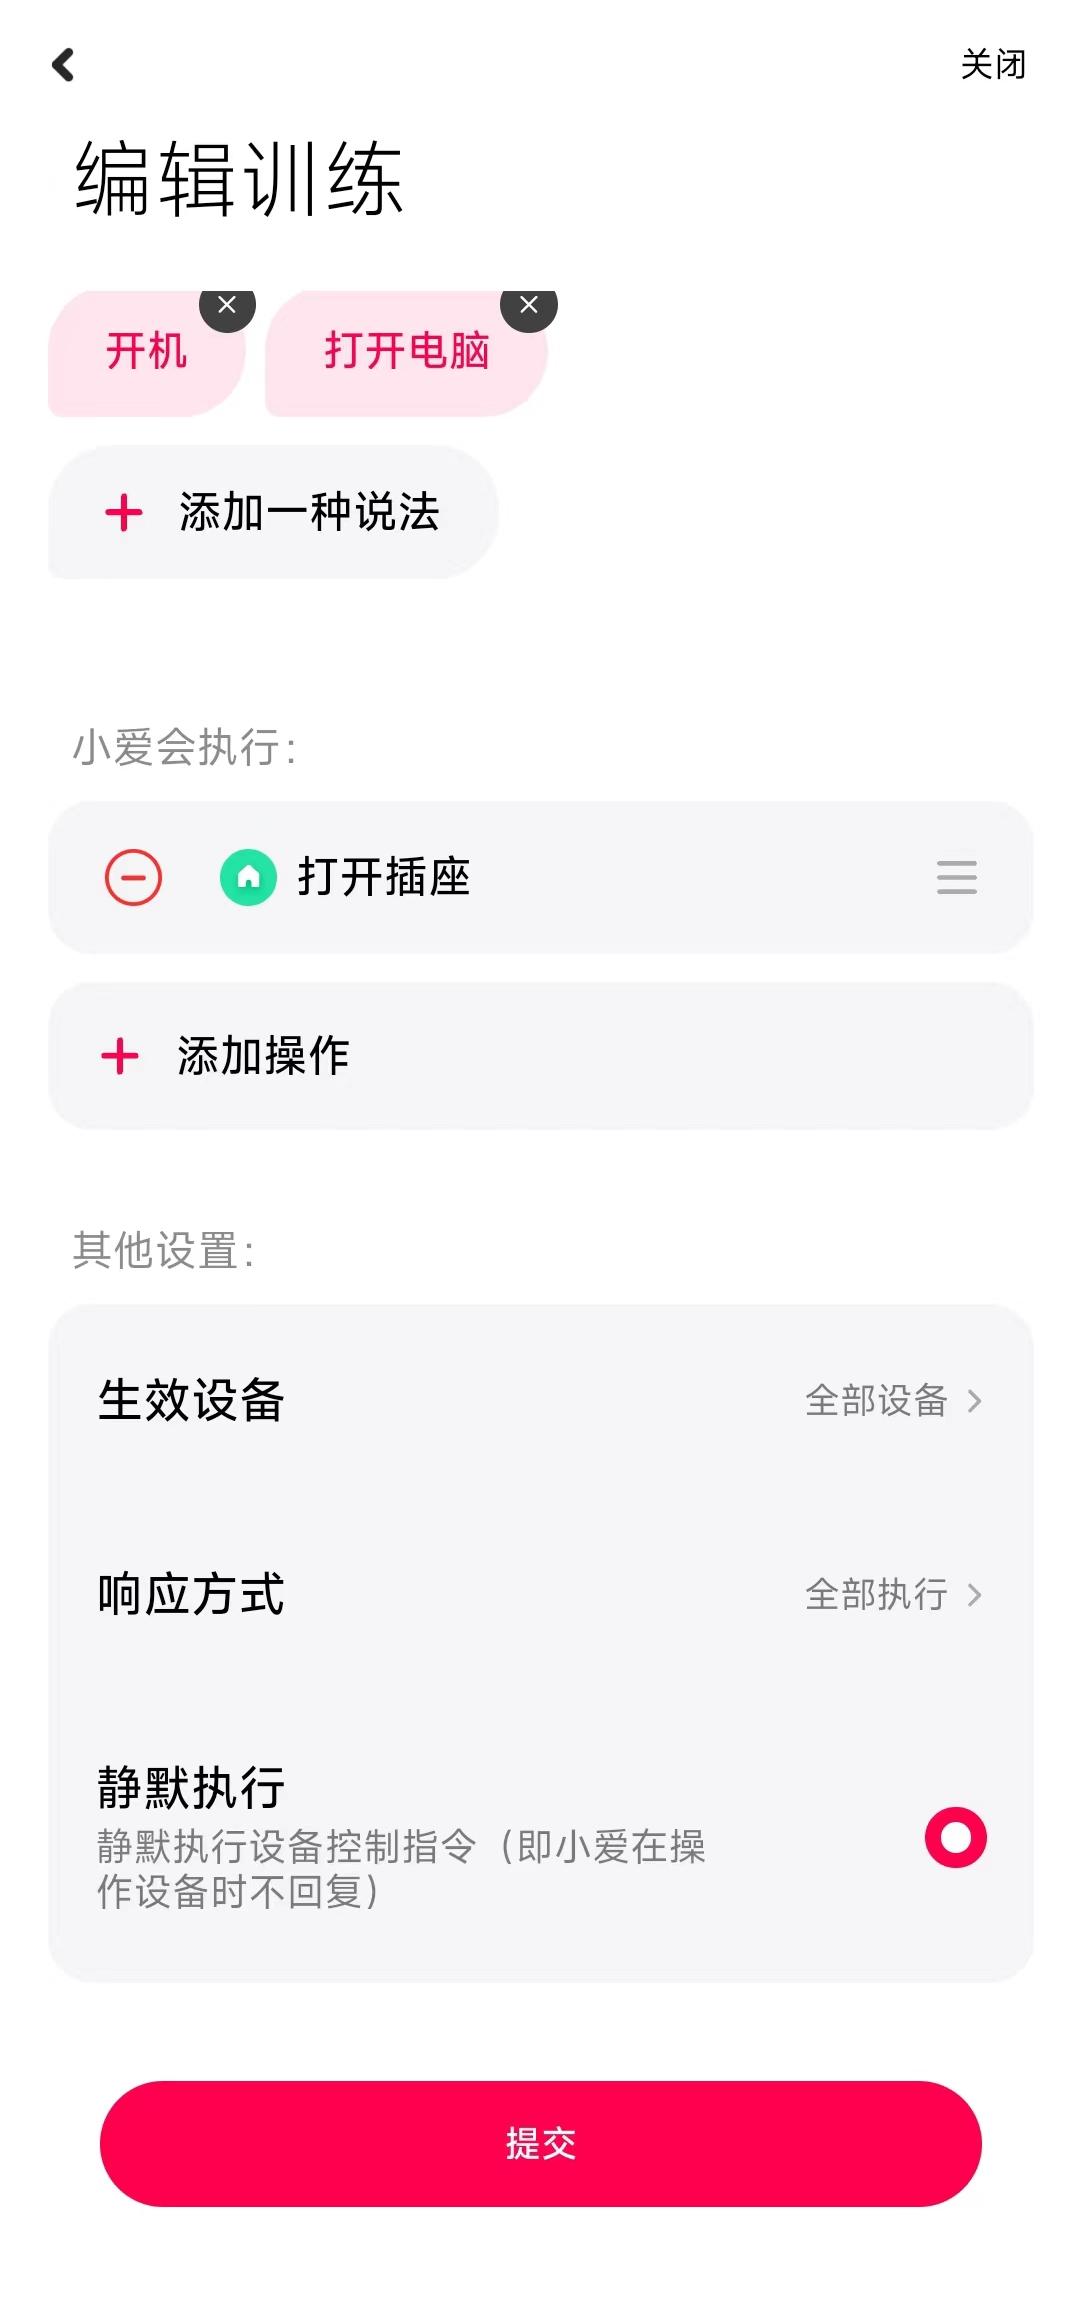 关闭
编辑训练
开机
打开电脑
添加一种说法
小爱会执行：
打开插座
添加操作
其他设置：
生效设备
全部设备
响应方式
全部执行
静默执行
静默执行设备控制指令（即小爱在操
作设备时不回复）
提交